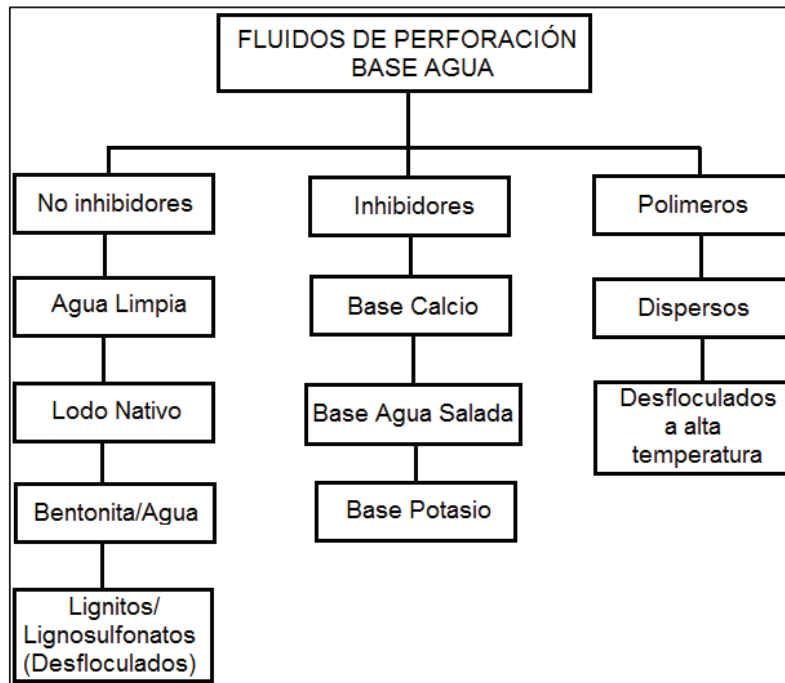 FLUIDOS DE PERFORACIÓN
BASE AGUA
No inhibidores
Inhibidores
Polimeros
Agua Limpia
Base Calcio
Dispersos
Lodo Nativo
Base Agua Salada
Desfloculados
a alta
temperatura
Bentonita/Agua
Base Potasio
Lignitos/
Lignosulfonatos
(Desfloculados)